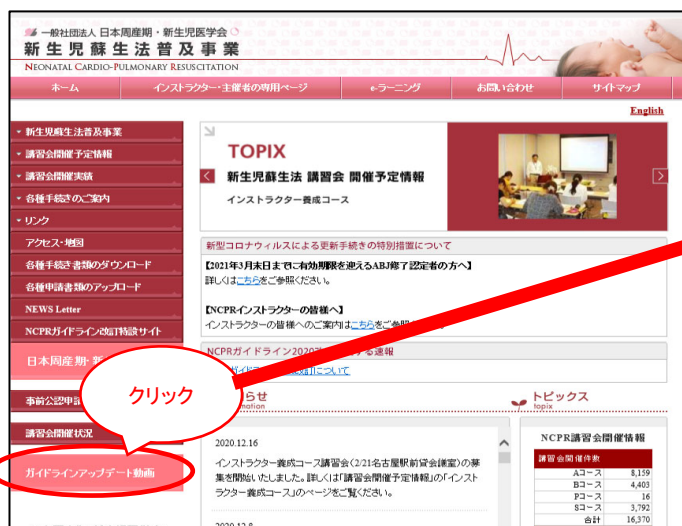 一般社団法人 日本周産期・新生児医学会
新生児蘇生法普及事業
NEONATAL CARDIO-PULMONARY RESUSCITATION
ホーム
インストラクター・主催者の専用ページ
e-ラーニング
お問い合わせ
サイトマップ
English
新生児蘇生法普及事業
講習会開催予定情報
講習会開催実績
各種手続きのご案内
リンク
アクセス・地図
各種手続き書類のダウンロード
各種申請書類のアップロード
NEWS Letter
NCPRガイドライン改訂特設サイト
日本周産期・新
事前公認申
講習会開催状況
ガイドラインアップデート動画
クリック
TOPIX
新生児蘇生法 講習会 開催予定情報
インストラクター養成コース
新型コロナウィルスによる更新手続きの特別措置について
【2021年3月末日までに有効期限を迎えるABJ修了認定者の方へ】
詳しくはこちらをご参照ください。
【NCPRインストラクターの皆様へ】
インストラクターの皆様へのご案内はこちらをご参照
NCPRガイドライン2020
する速報
について
らせ
mation
2020.12.16
インストラクター養成コース講習会(2/21名古屋駅前貸会議室)の募
集を開始いたしました。詳しくは「講習会開催予定情報」の「インスト
ラクター養成コース」のページをご覧ください。
2020.12.8
トピックス
topix
NCPR講習会開催情報
講習会開催件数
Aコース 8,159
Bコース 4,403
Pコース 16
Sコース 3,792
合計 16,370